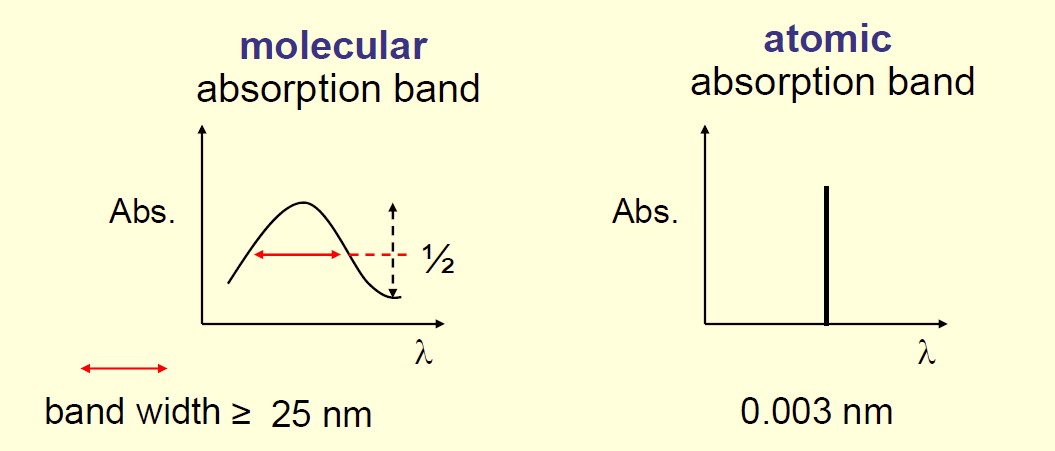 molecular
absorption band
Abs.
½
λ
band width ≥ 25 nm
atomic
absorption band
Abs.
λ
0.003 nm